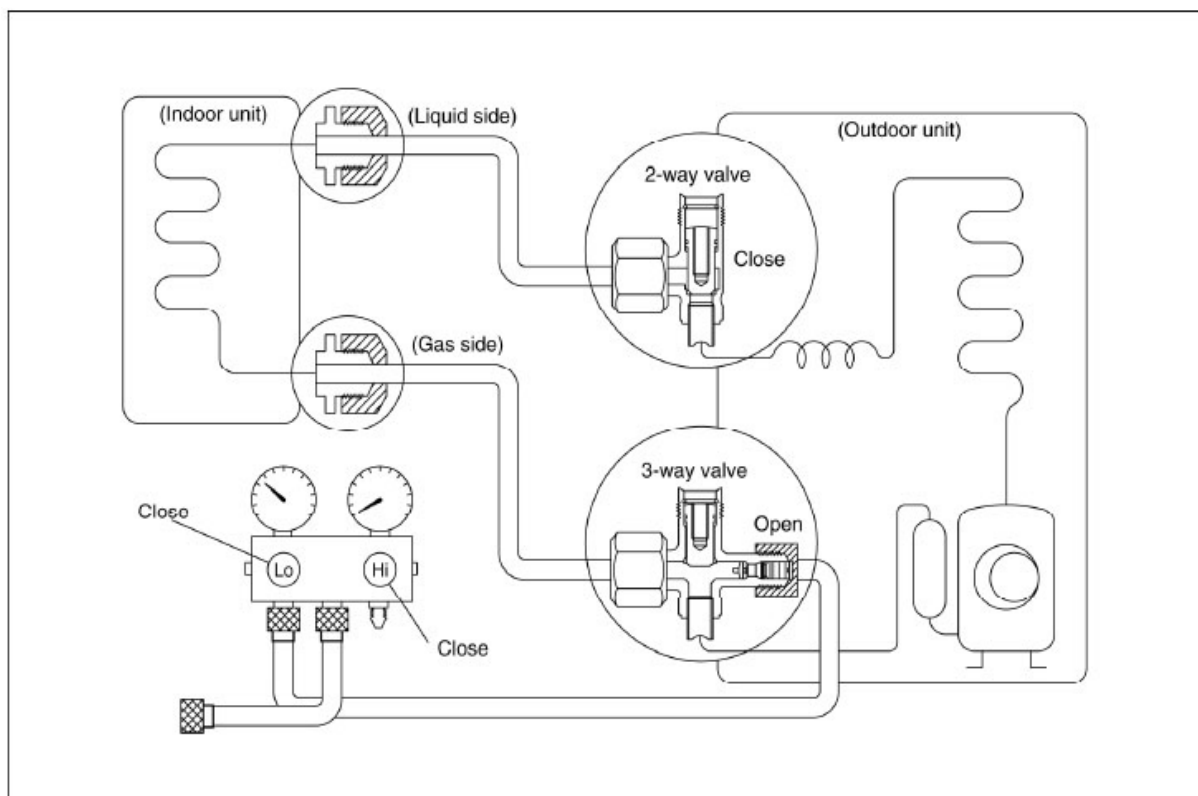 (Indoor unit)
(Liquid side)
(Outdoor unit)
2-way valve
Close
(Gas side)
3-way valve
Open
Close
Lo
Hi
Close